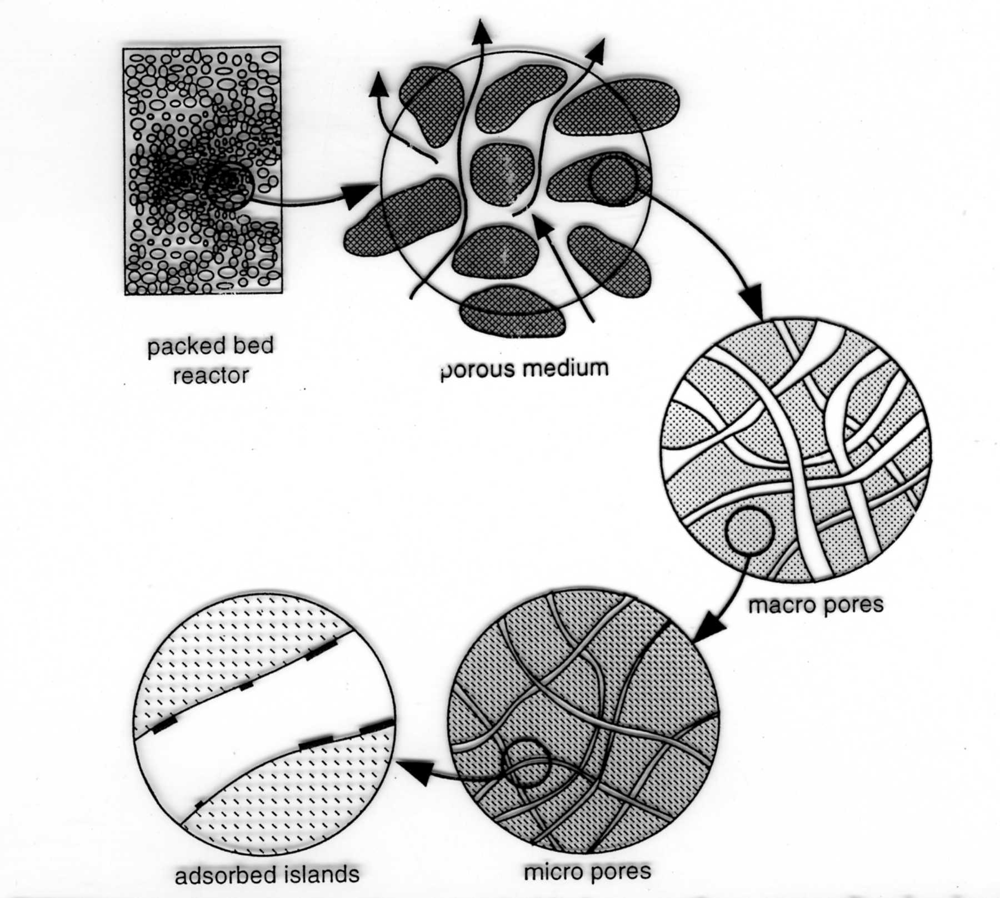 packed bed
reactor
porous medium
macro pores
micro pores
adsorbed islands